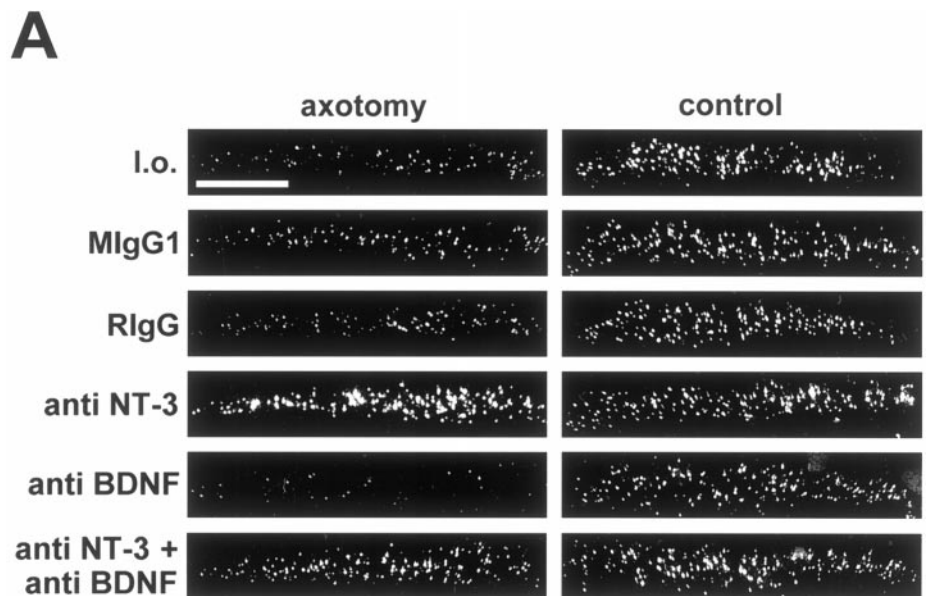 A
axotomy control
l.o.
MIgG1
RIgG
anti NT-3
anti BDNF
anti NT-3 +
anti BDNF